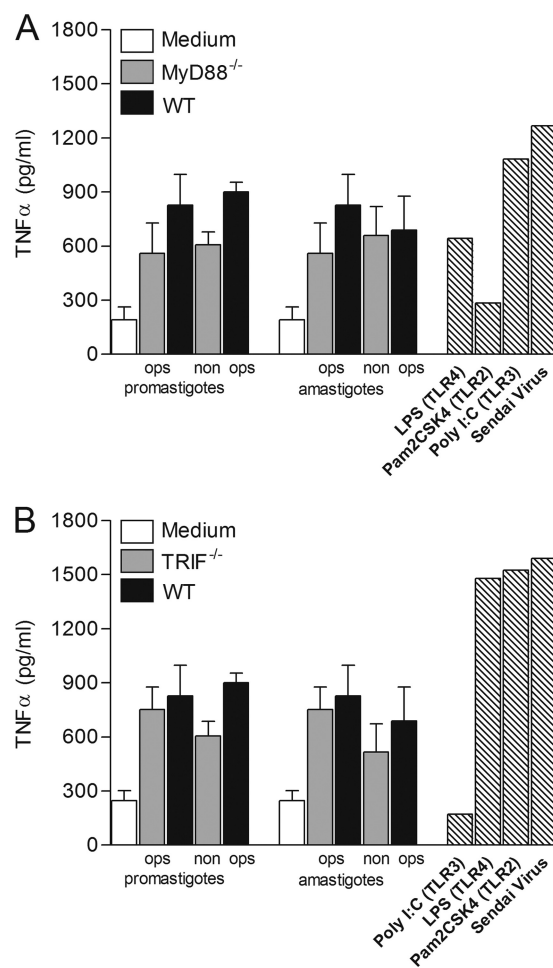 A
1800
1500
1200
900
600
300
0
TNFα (pg/ml)
Medium
MyD88-/-
WT
ops non ops
promastigotes
ops non ops
amastigotes
LPS (TLR4)
Pam2CSK4 (TLR2)
Poly I:C (TLR3)
Sendai Virus
B
1800
1500
1200
900
600
300
0
TNFα (pg/ml)
Medium
TRIF-/-
WT
ops non ops
promastigotes
ops non ops
amastigotes
Poly I:C (TLR3)
LPS (TLR4)
Pam2CSK4 (TLR2)
Sendai Virus